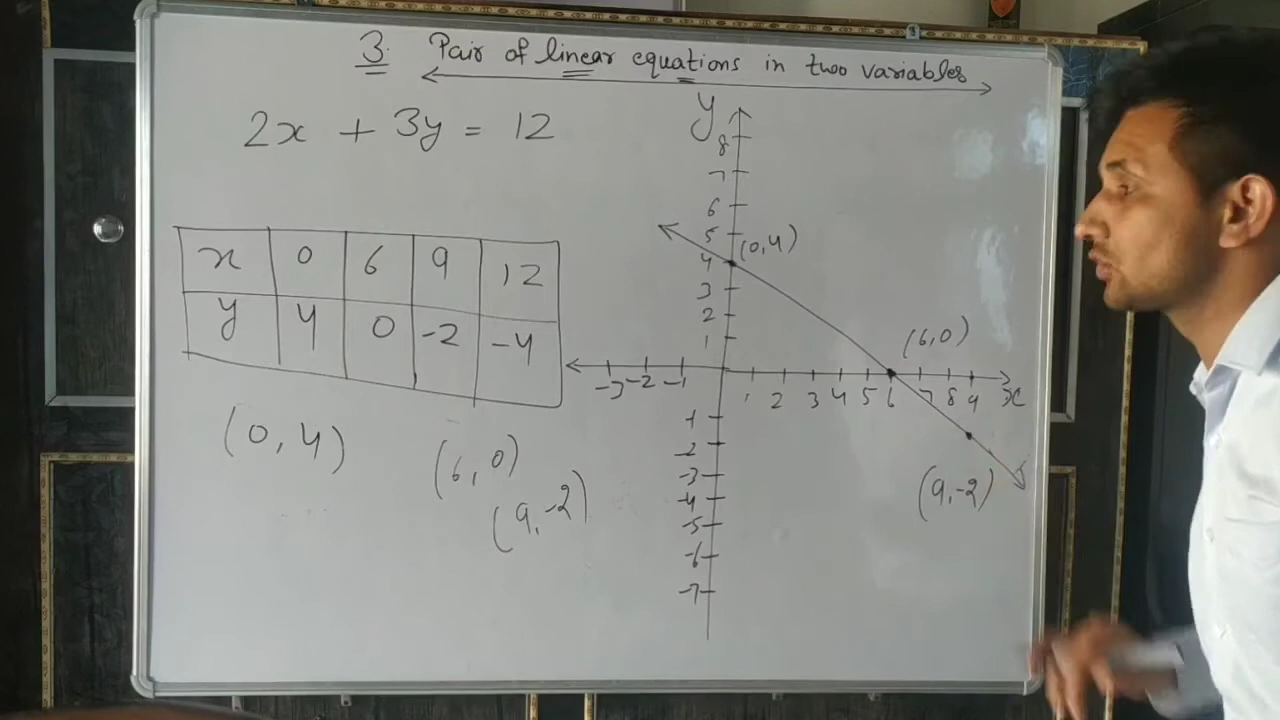 3. Pair of linear equations in two variables
2x + 3y = 12
x 0 6 9 12
y 4 0 -2 -4
(0, 4)
(6, 0)
(9, -2)
y
8
7
6
5
4 (0, 4)
3
2
1
(6, 0)
-3 -2 -1 1 2 3 4 5 6 7 8 9 x
-1
-2
-3
-4
-5
-6
-7
(9, -2)